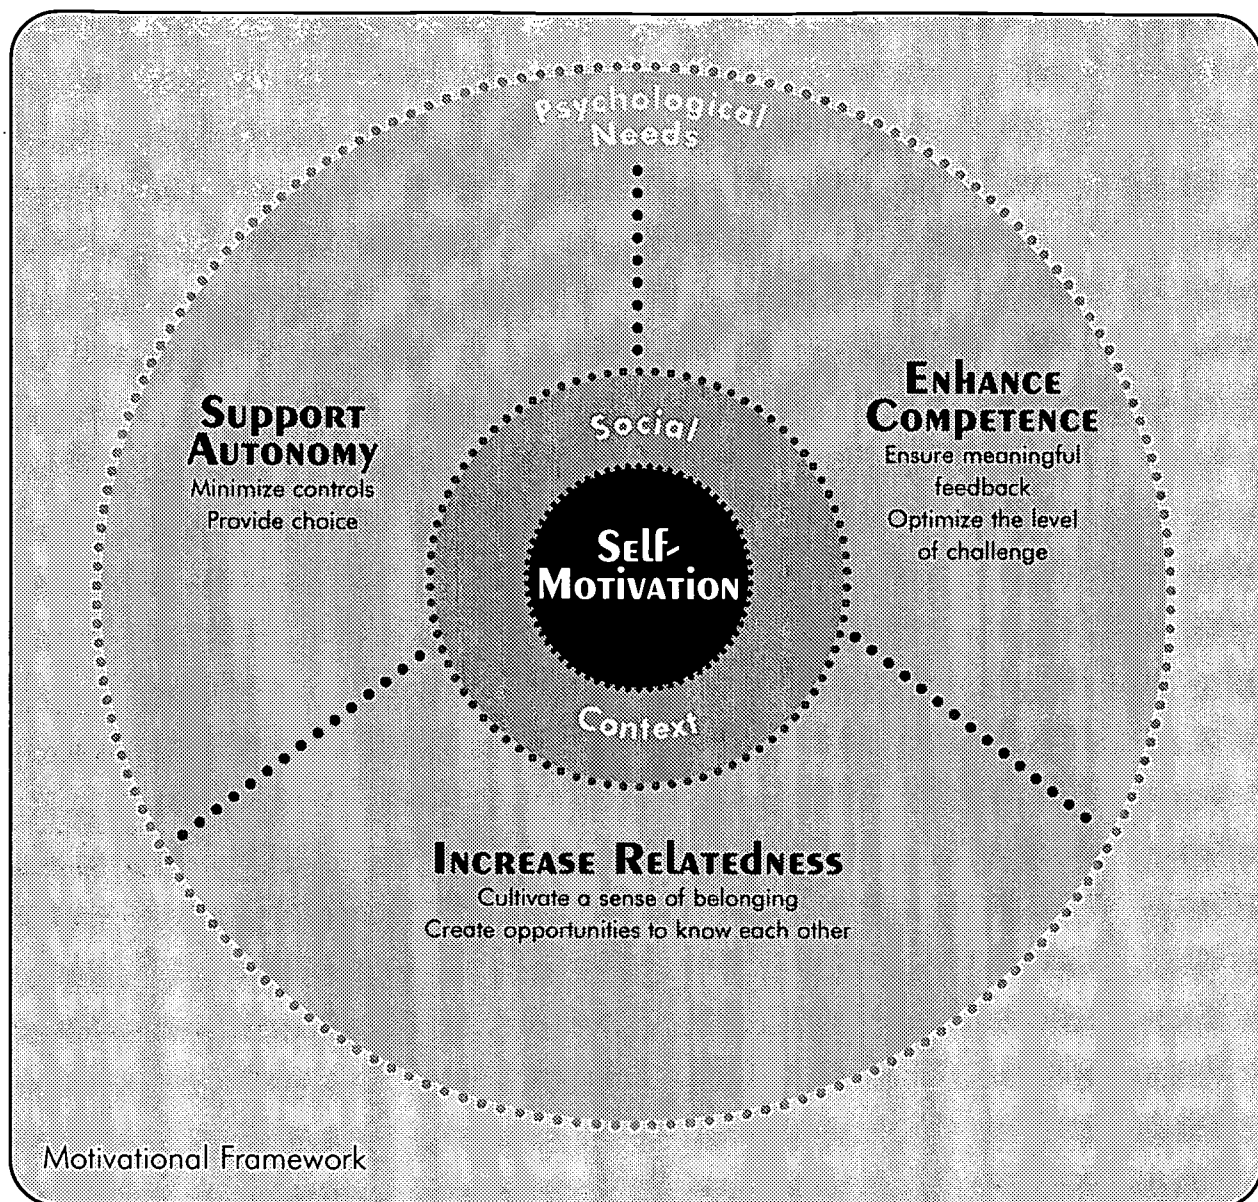 Psychological
Needs
Support
Autonomy
Minimize controls
Provide choice
Enhance
Competence
Ensure meaningful
feedback
Optimize the level
of challenge
Social
Self-
Motivation
Context
Increase Relatedness
Cultivate a sense of belonging
Create opportunities to know each other
Motivational Framework